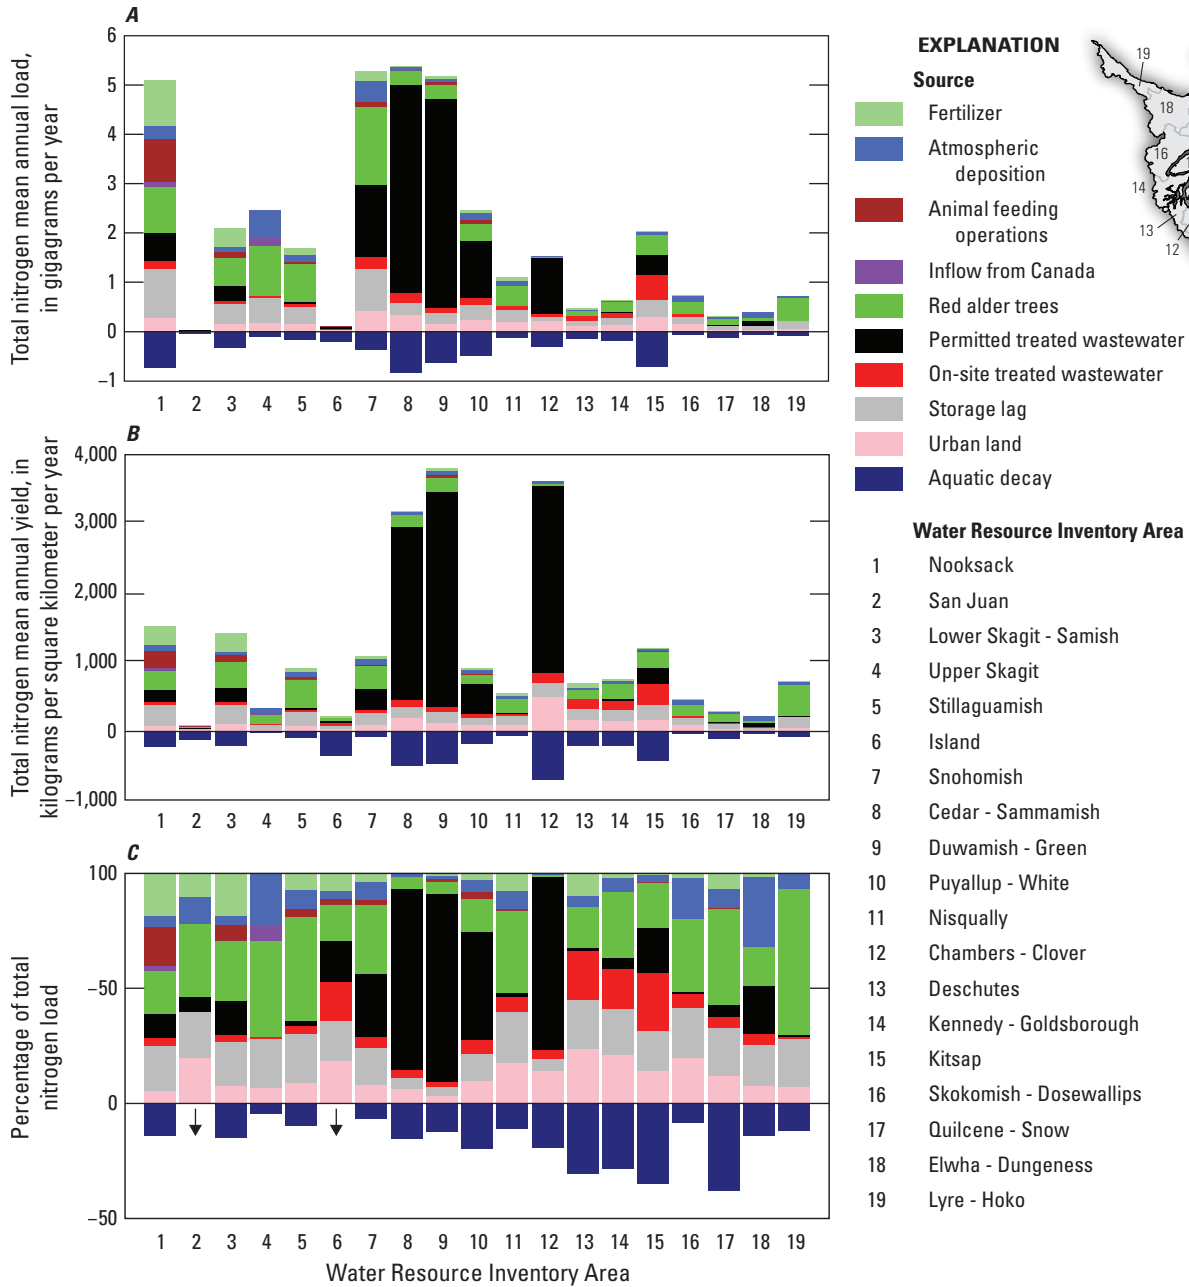 A
Total nitrogen mean annual load,
in gigagrams per year
6
5
4
3
2
1
0
−1
1 2 3 4 5 6 7 8 9 10 11 12 13 14 15 16 17 18 19
B
Total nitrogen mean annual yield, in
kilograms per square kilometer per year
4,000
3,000
2,000
1,000
0
−1,000
1 2 3 4 5 6 7 8 9 10 11 12 13 14 15 16 17 18 19
C
Percentage of total
nitrogen load
100
−50
0
−50
1 2 3 4 5 6 7 8 9 10 11 12 13 14 15 16 17 18 19
Water Resource Inventory Area
EXPLANATION
Source
Fertilizer
Atmospheric
deposition
Animal feeding
operations
Inflow from Canada
Red alder trees
Permitted treated wastewater
On-site treated wastewater
Storage lag
Urban land
Aquatic decay
Water Resource Inventory Area
1 Nooksack
2 San Juan
3 Lower Skagit - Samish
4 Upper Skagit
5 Stillaguamish
6 Island
7 Snohomish
8 Cedar - Sammamish
9 Duwamish - Green
10 Puyallup - White
11 Nisqually
12 Chambers - Clover
13 Deschutes
14 Kennedy - Goldsborough
15 Kitsap
16 Skokomish - Dosewallips
17 Quilcene - Snow
18 Elwha - Dungeness
19 Lyre - Hoko
19
18
16
14
13
12